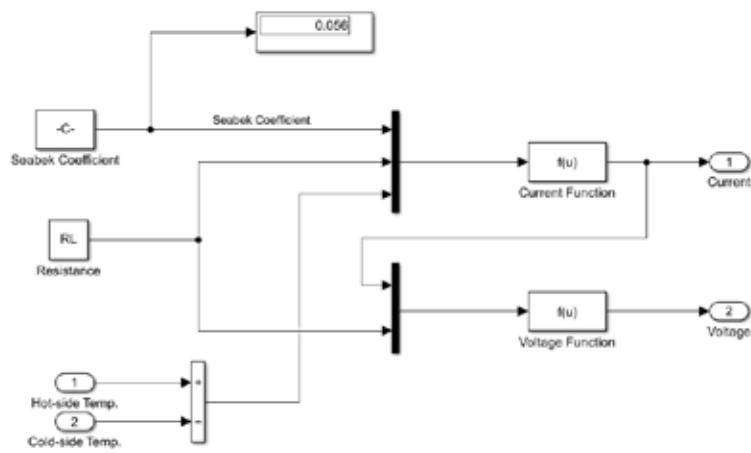 0.056
Seabek Coefficient
-C-
Seabek Coefficient
f(u)
Current Function
1
Current
RL
Resistance
f(u)
Voltage Function
2
Voltage
1
Hot-side Temp.
+
2
Cold-side Temp.
−